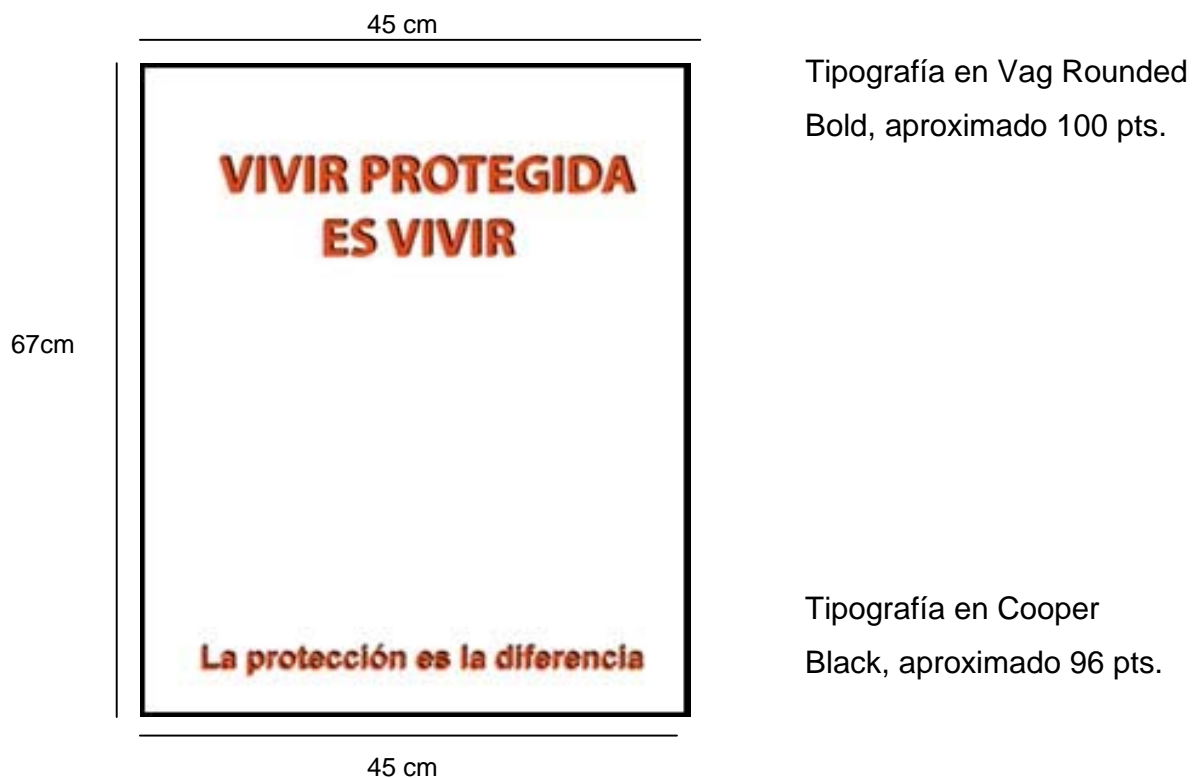 45 cm
Tipografía en Vag Rounded
Bold, aproximado 100 pts.
VIVIR PROTEGIDA
ES VIVIR
67cm
Tipografía en Cooper
Black, aproximado 96 pts.
La protección es la diferencia
45 cm